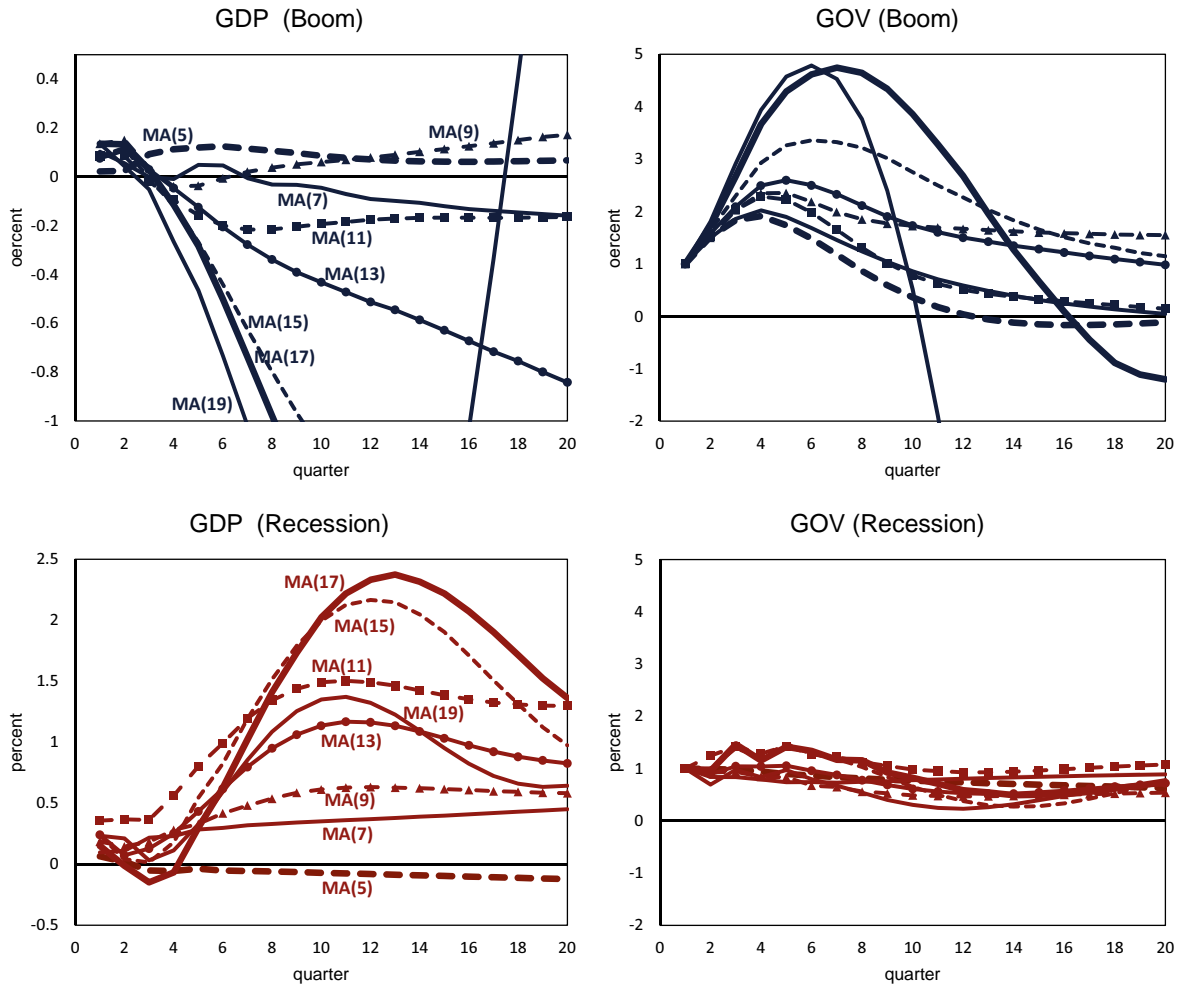 GDP  (Boom)
GOV (Boom)
0.4
0.2
0
-0.2
-0.4
-0.6
-0.8
-1
oercent
MA(5)
MA(9)
MA(7)
MA(11)
MA(13)
MA(15)
MA(17)
MA(19)
0 2 4 6 8 10 12 14 16 18 20
quarter
5
4
3
2
1
0
-1
-2
oercent
0 2 4 6 8 10 12 14 16 18 20
quarter
GDP  (Recession)
GOV (Recession)
2.5
2
1.5
1
0.5
0
-0.5
percent
MA(17)
MA(15)
MA(11)
MA(19)
MA(13)
MA(9)
MA(7)
MA(5)
0 2 4 6 8 10 12 14 16 18 20
quarter
5
4
3
2
1
0
-1
-2
percent
0 2 4 6 8 10 12 14 16 18 20
quarter